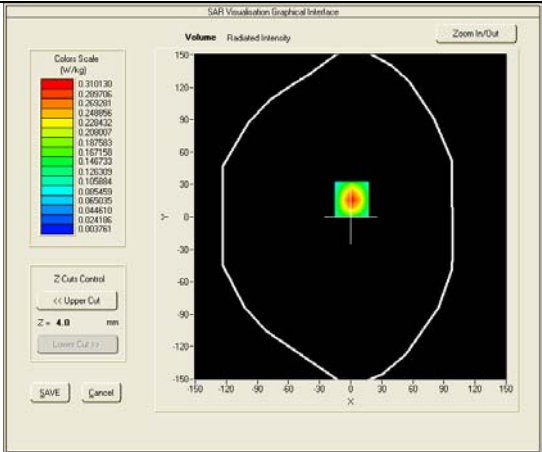 SAR Visualisation Graphical Interface
Volume Radiated Intensity
Zoom In/Out
Colors Scale
(W/kg)
0.310130
0.289706
0.269281
0.248856
0.228432
0.208007
0.187583
0.167158
0.146733
0.126309
0.105884
0.085459
0.065035
0.044610
0.024186
0.003761
Z-Cuts Control
<< Upper Cut
Z = 4.0 mm
Lower Cut >>
SAVE Cancel
150
120
90
60
30
0
-30
-60
-90
-120
-150
Y
-150 -120 -90 -60 -30 0 30 60 90 120 150
X